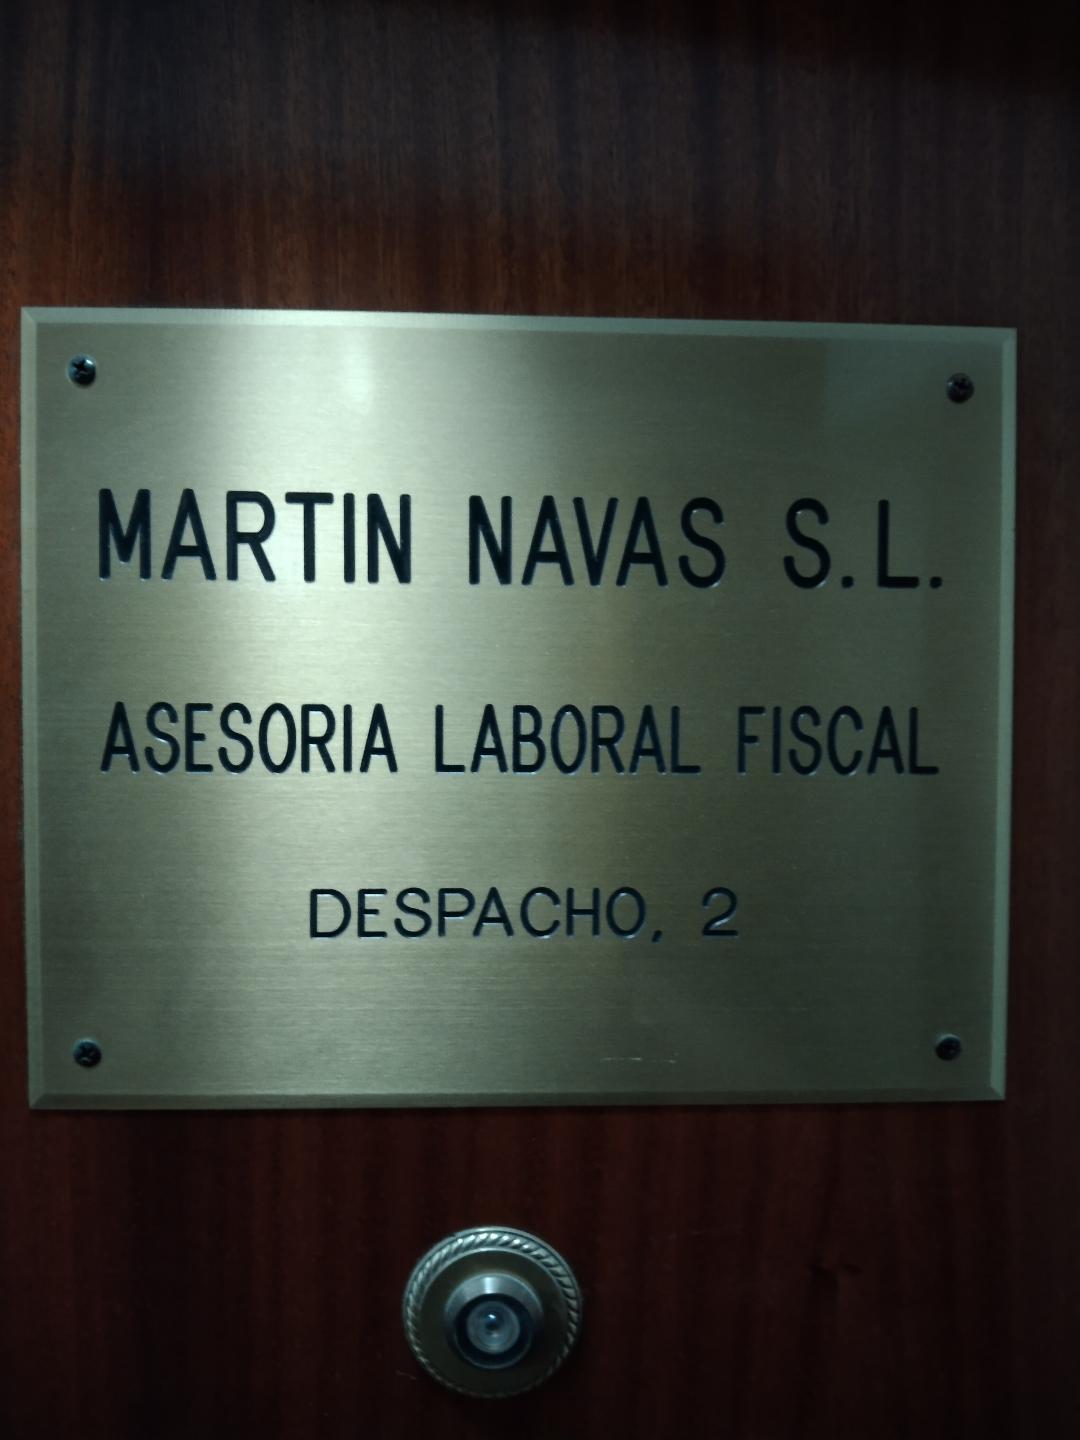 MARTIN NAVAS S.L.
ASESORIA LABORAL FISCAL
DESPACHO, 2